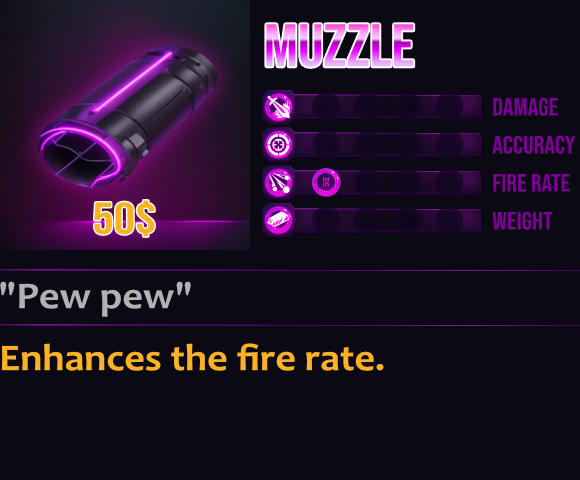 MUZZLE
DAMAGE
ACCURACY
FIRE RATE
WEIGHT
50$
"Pew pew"
Enhances the fire rate.